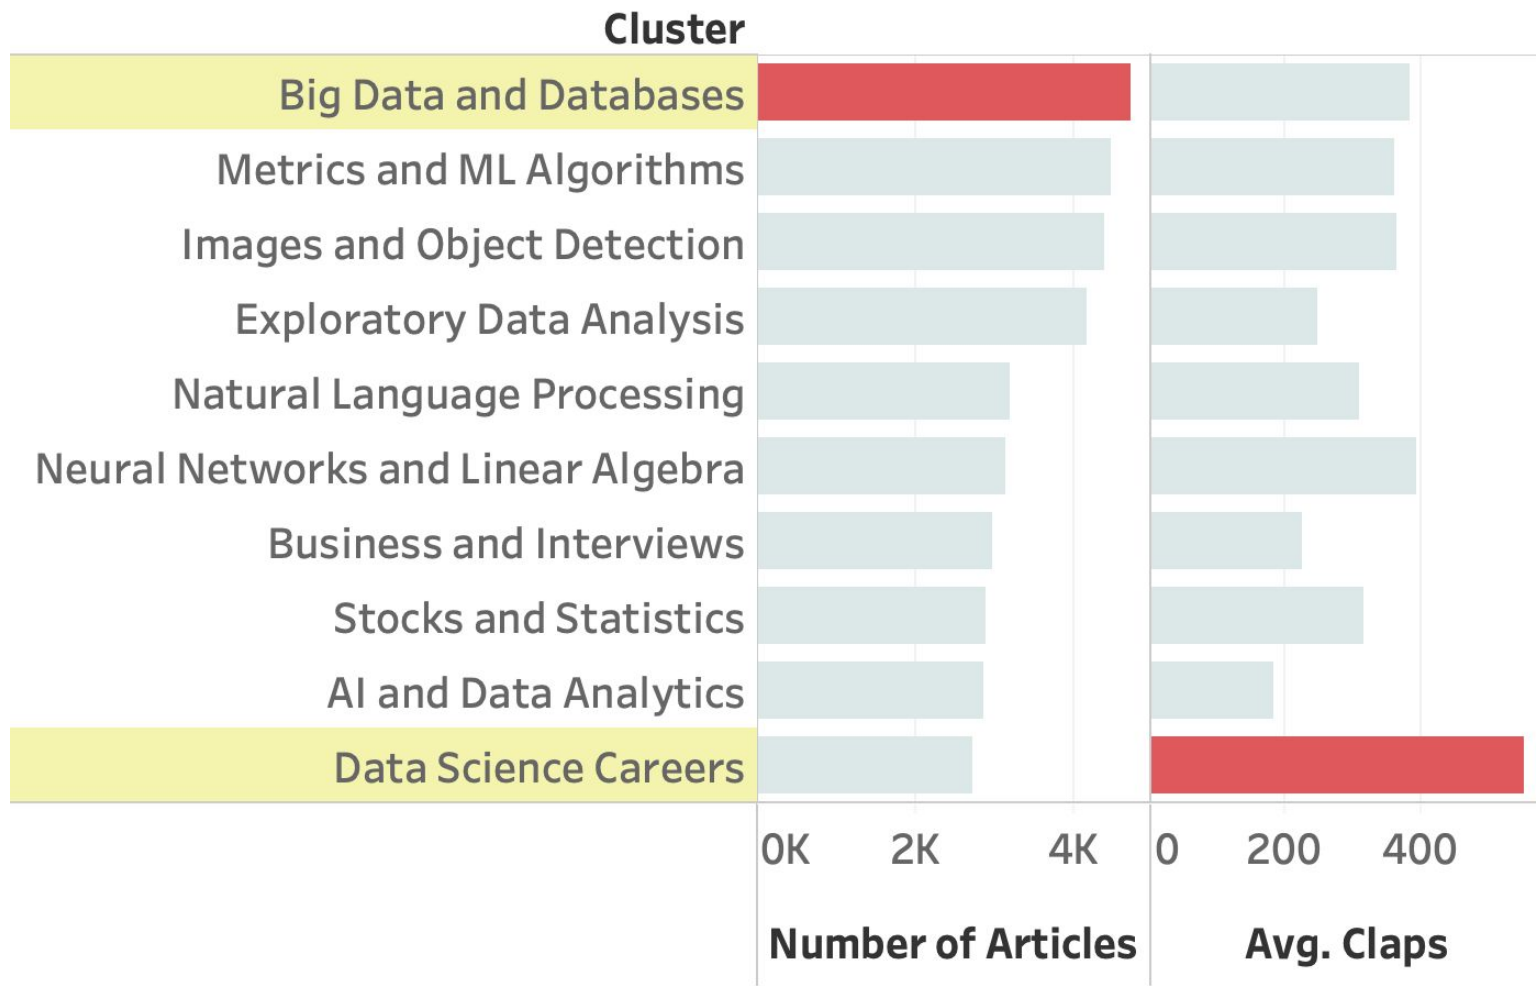 Cluster
Big Data and Databases
Metrics and ML Algorithms
Images and Object Detection
Exploratory Data Analysis
Natural Language Processing
Neural Networks and Linear Algebra
Business and Interviews
Stocks and Statistics
AI and Data Analytics
Data Science Careers
0K 2K 4K 0 200 400
Number of Articles Avg. Claps